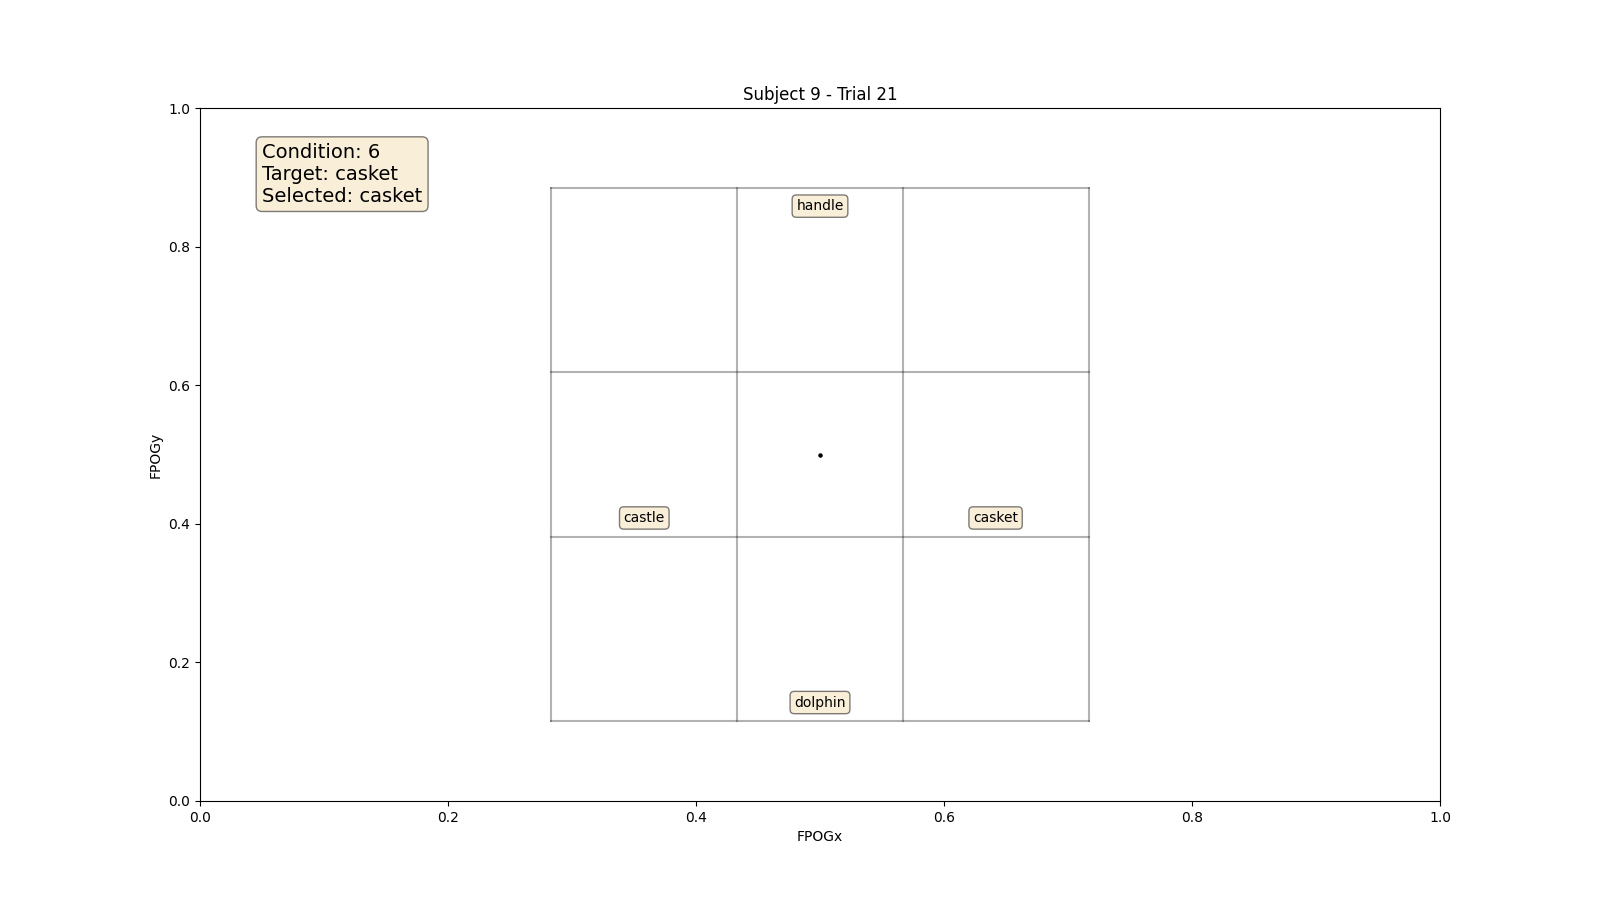 Subject 9 - Trial 21
1.0
Condition: 6
Target: casket
Selected: casket
handle
0.8
0.6
FPOGy
castle
casket
0.4
0.2
dolphin
0.0
0.0 0.2 0.4 0.6 0.8 1.0
FPOGx